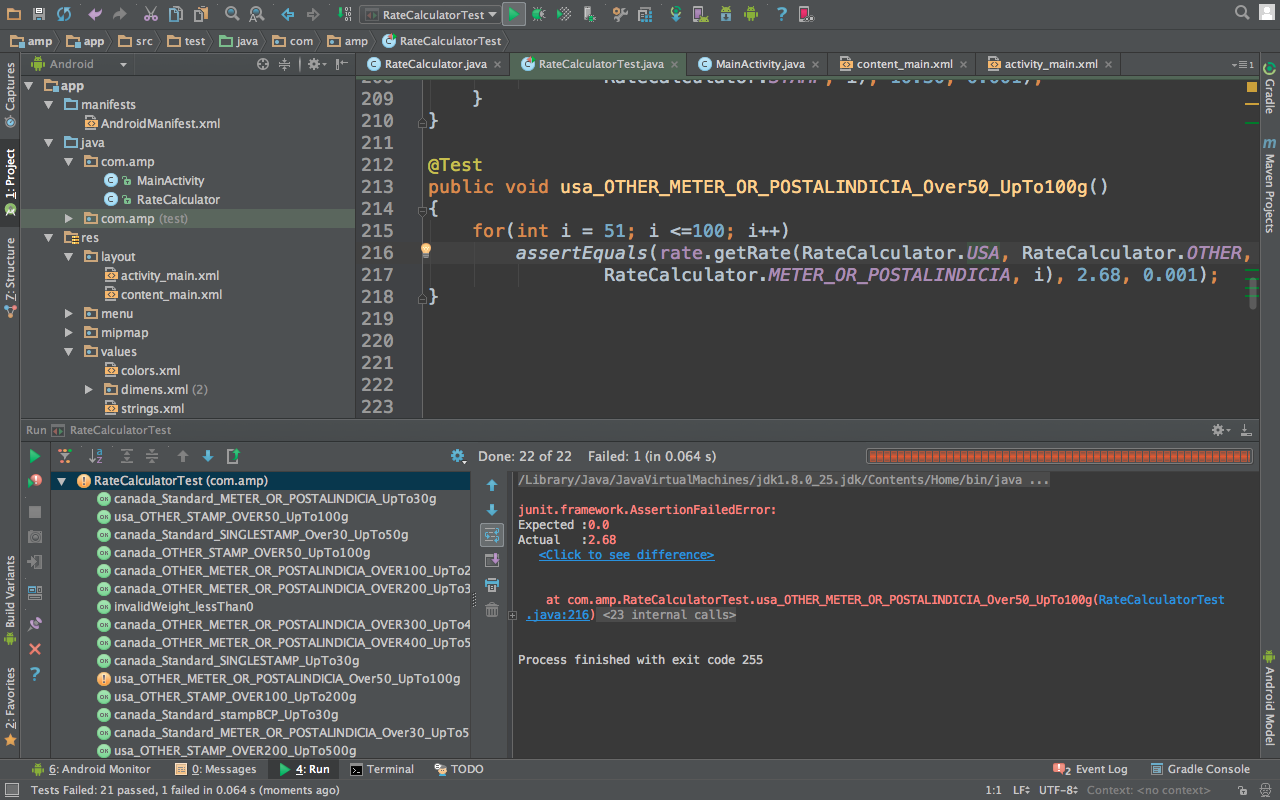 RateCalculatorTest
amp
app
src
test
java
com
amp
RateCalculatorTest
Android
RateCalculator.java
RateCalculatorTest.java
MainActivity.java
content_main.xml
activity_main.xml
1
Captures
1: Project
Z: Structure
Build Variants
2: Favorites
app
manifests
AndroidManifest.xml
java
com.amp
MainActivity
RateCalculator
com.amp (test)
res
layout
activity_main.xml
content_main.xml
menu
mipmap
values
colors.xml
dimens.xml (2)
strings.xml
209 }
210 }
211
212 @Test
213 public void usa_OTHER_METER_OR_POSTALINDICIA_Over50_UpTo100g()
214 {
215 for(int i = 51; i <=100; i++)
216 assertEquals(rate.getRate(RateCalculator.USA, RateCalculator.OTHER,
217 RateCalculator.METER_OR_POSTALINDICIA, i), 2.68, 0.001);
218 }
219
220
221
222
223
Gradle
Maven Projects
Android Model
Run RateCalculatorTest
Done: 22 of 22 Failed: 1 (in 0.064 s)
RateCalculatorTest (com.amp)
canada_Standard_METER_OR_POSTALINDICIA_UpTo30g
usa_OTHER_STAMP_OVER50_UpTo100g
canada_Standard_SINGLESTAMP_Over30_UpTo50g
canada_OTHER_STAMP_OVER50_UpTo100g
canada_OTHER_METER_OR_POSTALINDICIA_OVER100_UpTo2
canada_OTHER_METER_OR_POSTALINDICIA_OVER200_UpTo3
invalidWeight_lessThan0
canada_OTHER_METER_OR_POSTALINDICIA_OVER300_UpTo4
canada_OTHER_METER_OR_POSTALINDICIA_OVER400_UpTo5
canada_Standard_SINGLESTAMP_UpTo30g
usa_OTHER_METER_OR_POSTALINDICIA_Over50_UpTo100g
usa_OTHER_STAMP_OVER100_UpTo200g
canada_Standard_stampBCP_UpTo30g
canada_Standard_METER_OR_POSTALINDICIA_Over30_UpTo5
usa_OTHER_STAMP_OVER200_UpTo500g
/Library/Java/JavaVirtualMachines/jdk1.8.0_25.jdk/Contents/Home/bin/java ...
junit.framework.AssertionFailedError:
Expected :0.0
Actual :2.68
<Click to see difference>
at com.amp.RateCalculatorTest.usa_OTHER_METER_OR_POSTALINDICIA_Over50_UpTo100g(RateCalculatorTest
.java:216) <23 internal calls>
Process finished with exit code 255
6: Android Monitor
0: Messages
4: Run
Terminal
TODO
2 Event Log
Gradle Console
Tests Failed: 21 passed, 1 failed in 0.064 s (moments ago)
1:1 LF UTF-8 Context: <no context>